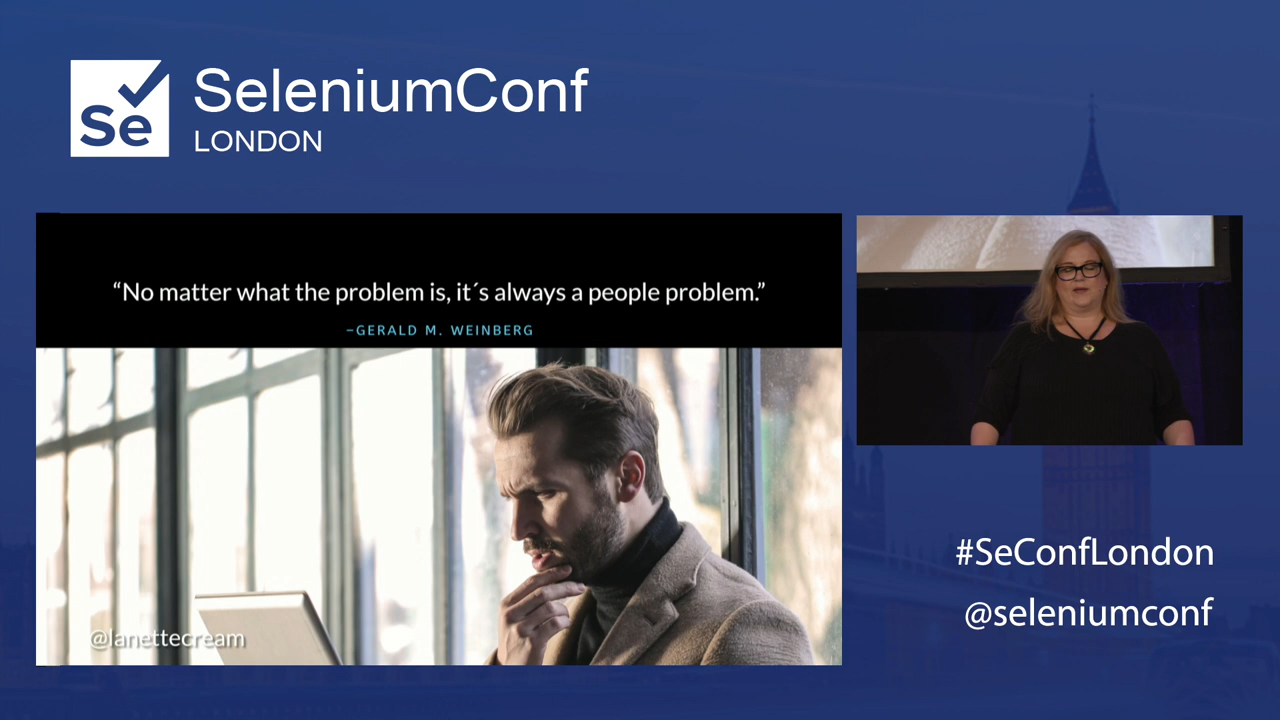 Se
SeleniumConf
LONDON
“No matter what the problem is, it´s always a people problem.”
–GERALD M. WEINBERG
@lanettecream
#SeConfLondon
@seleniumconf